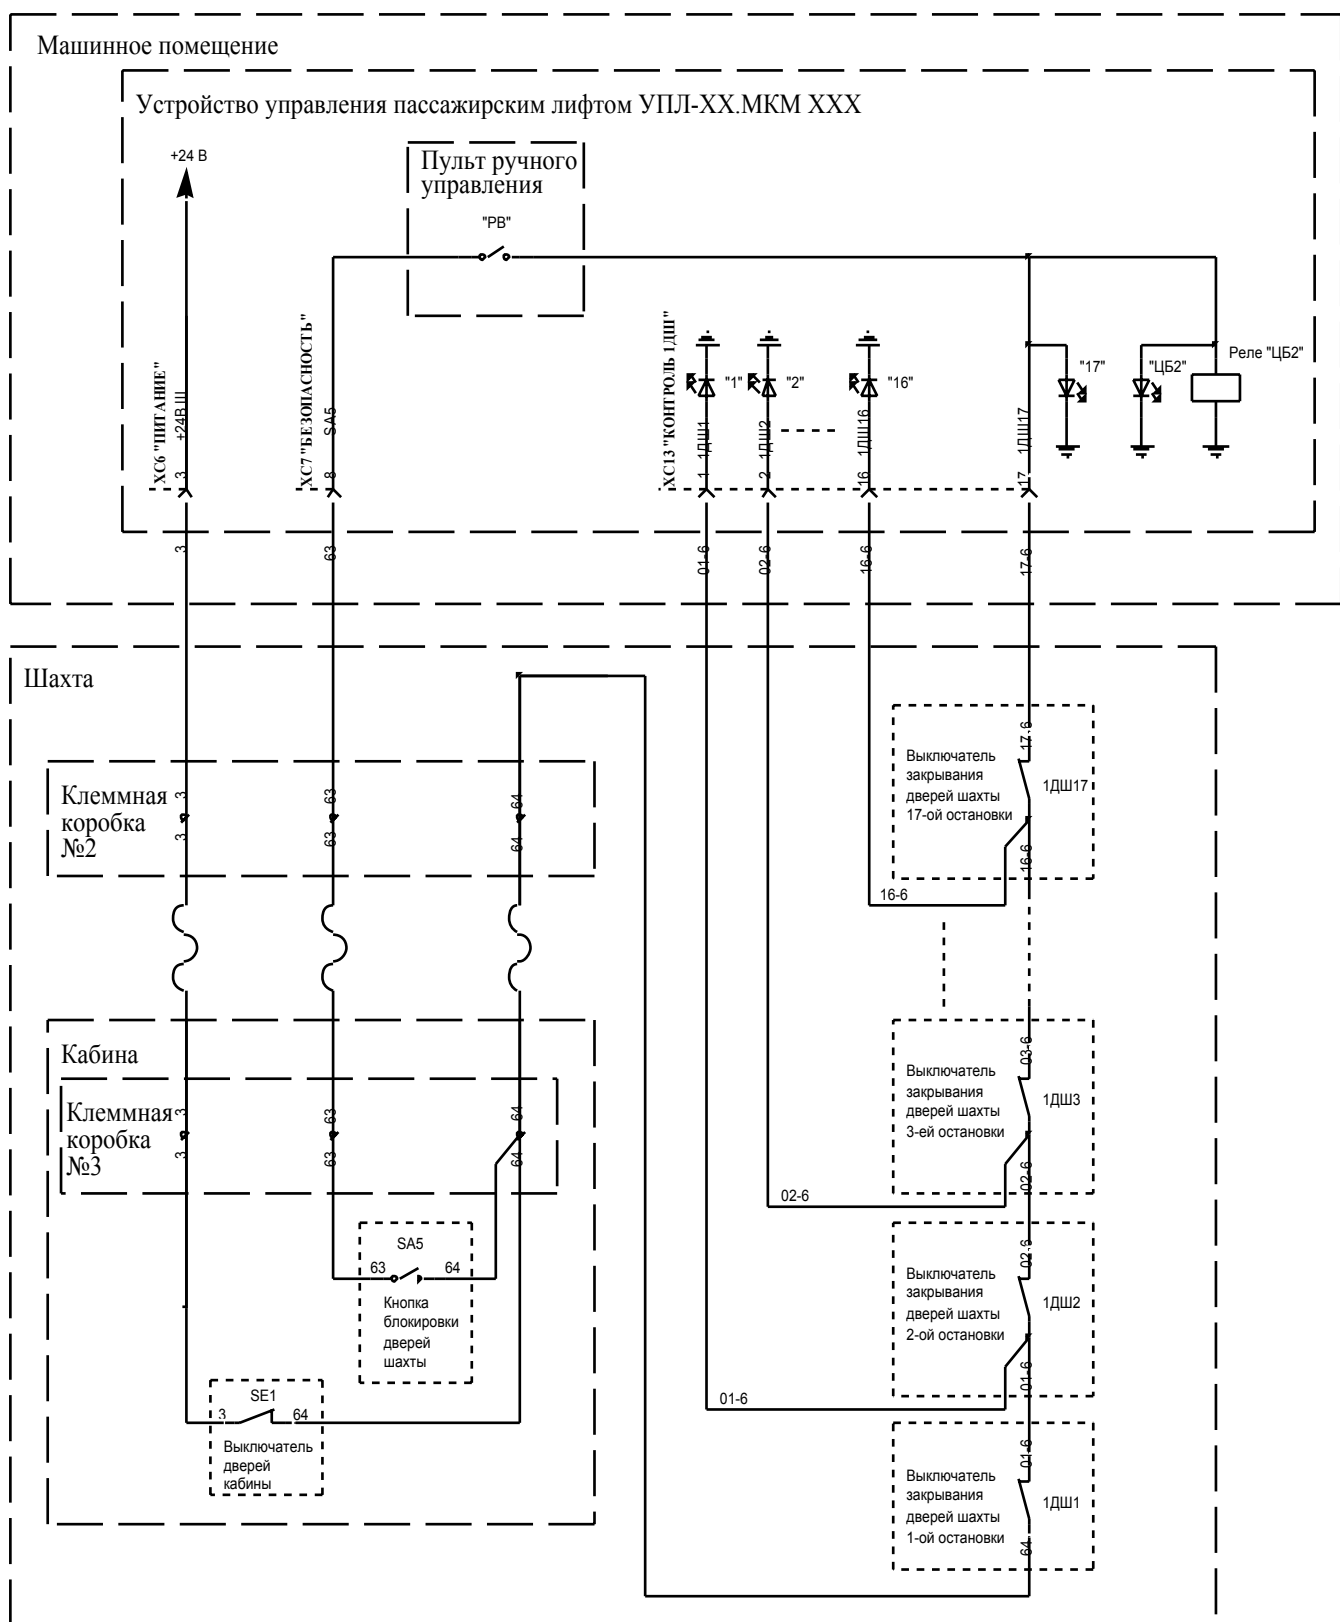 Машинное помещение
Устройство управления пассажирским лифтом УПЛ-ХХ.МКМ ХХХ
+24 В
Пульт ручного
управления
"РВ"
ХС6 "ПИТАНИЕ"
+24В Ш
3
ХС7 "БЕЗОПАСНОСТЬ"
SA5
8
ХС13 "КОНТРОЛЬ 1ДШ"
"1"
1ДШ1
1
"2"
1ДШ2
2
"16"
1ДШ16
16
1ДШ17
17
"17"
"ЦБ2"
Реле "ЦБ2"
3
63
01-6
02-6
16-6
17-6
Шахта
Клеммная
коробка
№2
3
3
63
63
64
64
17-6
Выключатель
закрывания
дверей шахты
17-ой остановки
1ДШ17
16-6
16-6
Кабина
Клеммная
коробка
№3
3
3
63
63
64
64
03-6
Выключатель
закрывания
дверей шахты
3-ей остановки
1ДШ3
02-6
02-6
SA5
63
64
Кнопка
блокировки
дверей
шахты
02-6
Выключатель
закрывания
дверей шахты
2-ой остановки
1ДШ2
01-6
01-6
SE1
3
64
Выключатель
дверей
кабины
01-6
Выключатель
закрывания
дверей шахты
1-ой остановки
1ДШ1
64